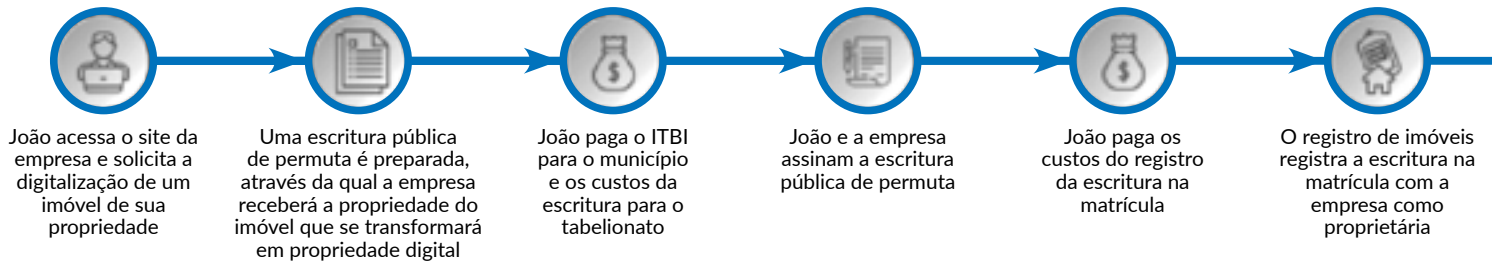 João acessa o site da
empresa e solicita a
digitalização de um
imóvel de sua
propriedade
Uma escritura pública
de permuta é preparada,
através da qual a empresa
receberá a propriedade do
imóvel que se transformará
em propriedade digital
João paga o ITBI
para o município
e os custos da
escritura para o
tabelionato
João e a empresa
assinam a escritura
pública de permuta
João paga os
custos do registro
da escritura na
matrícula
O registro de imóveis
registra a escritura na
matrícula com a
empresa como
proprietária